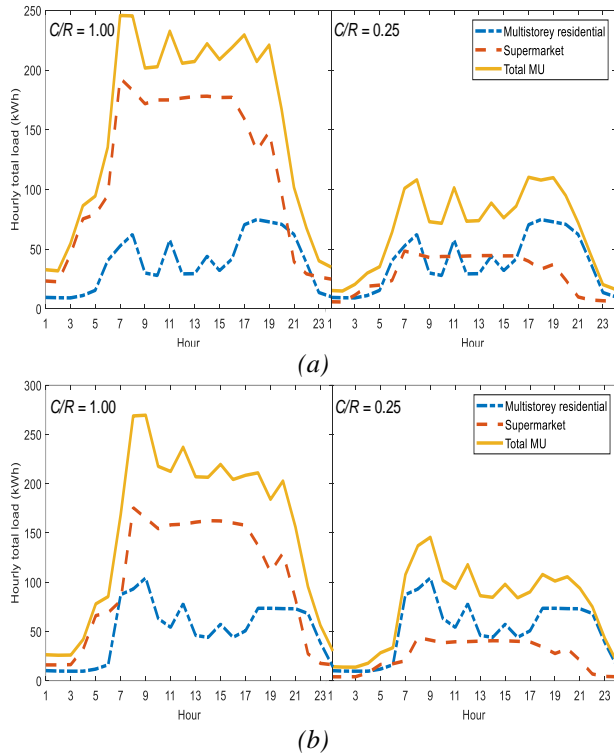 250
200
150
100
50
0
Hourly total load (kWh)
C/R = 1.00
C/R = 0.25
Multistorey residential
Supermarket
Total MU
1 3 5 7 9 11 13 15 17 19 21 23 1 3 5 7 9 11 13 15 17 19 21 23
Hour Hour
(a)
300
250
200
150
100
50
0
Hourly total load (kWh)
C/R = 1.00
C/R = 0.25
Multistorey residential
Supermarket
Total MU
1 3 5 7 9 11 13 15 17 19 21 23 1 3 5 7 9 11 13 15 17 19 21 23
Hour Hour
(b)